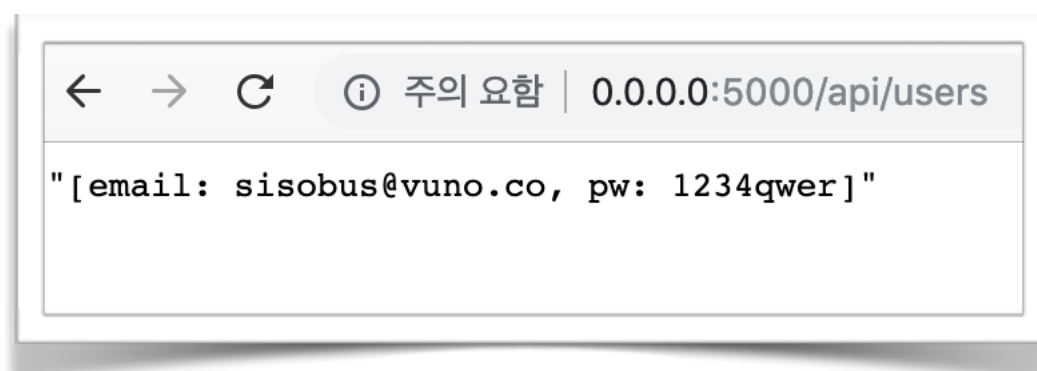 주의 요함 0.0.0.0:5000/api/users
"[email: sisobus@vuno.co, pw: 1234qwer]"